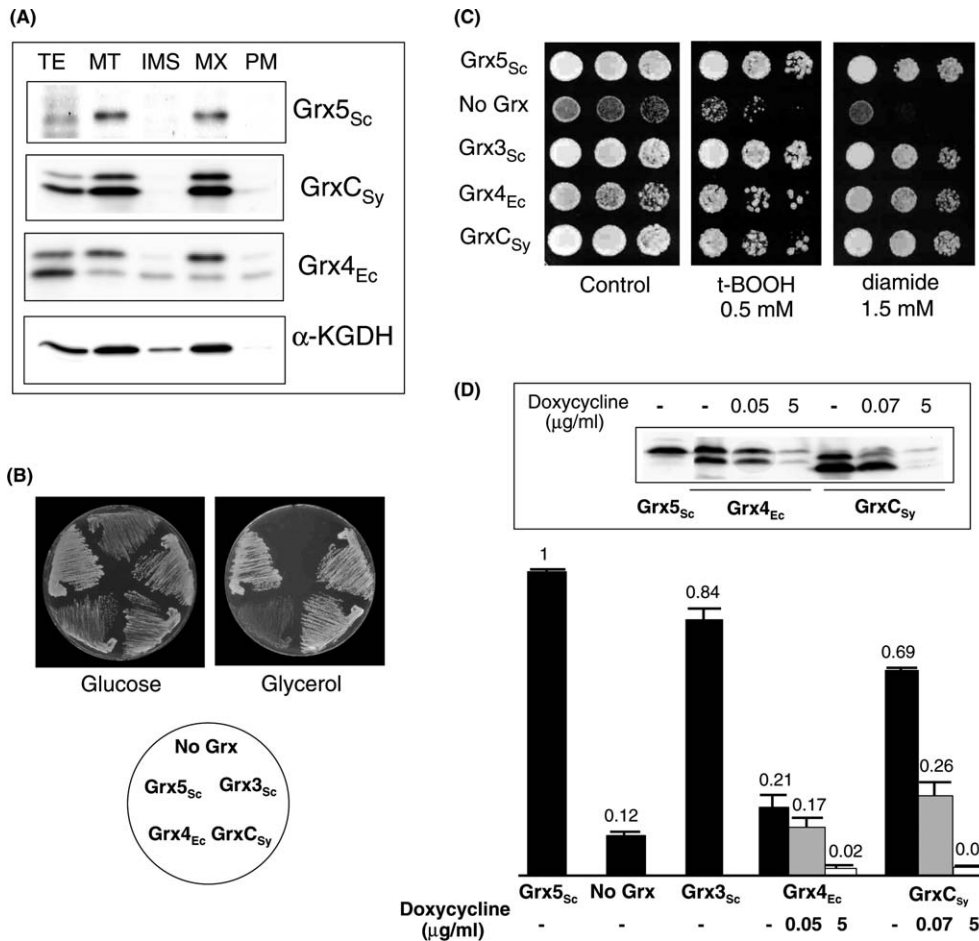 (A)
TE MT IMS MX PM
Grx5Sc
GrxCSy
Grx4Ec
α-KGDH
(B)
Glucose Glycerol
No Grx
Grx5Sc Grx3Sc
Grx4Ec GrxCSy
(C)
Grx5Sc
No Grx
Grx3Sc
Grx4Ec
GrxCSy
Control t-BOOH diamide
0.5 mM 1.5 mM
(D)
Doxycycline - - 0.05 5 - 0.07 5
(μg/ml)
Grx5Sc Grx4Ec GrxCSy
1
0.84
0.69
0.26
0.21
0.17
0.12
0.02
Grx5Sc No Grx Grx3Sc Grx4Ec GrxCSy
Doxycycline - - - - 0.05 5 - 0.07 5
(μg/ml)